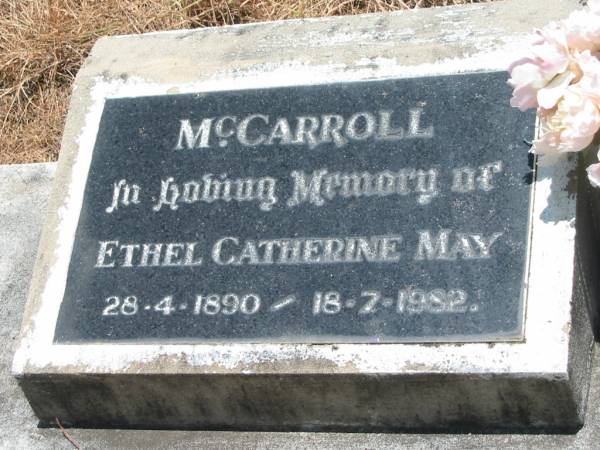 McCARROLL
In Loving Memory of
ETHEL CATHERINE MAY
28-4-1890 / 18-7-1982.